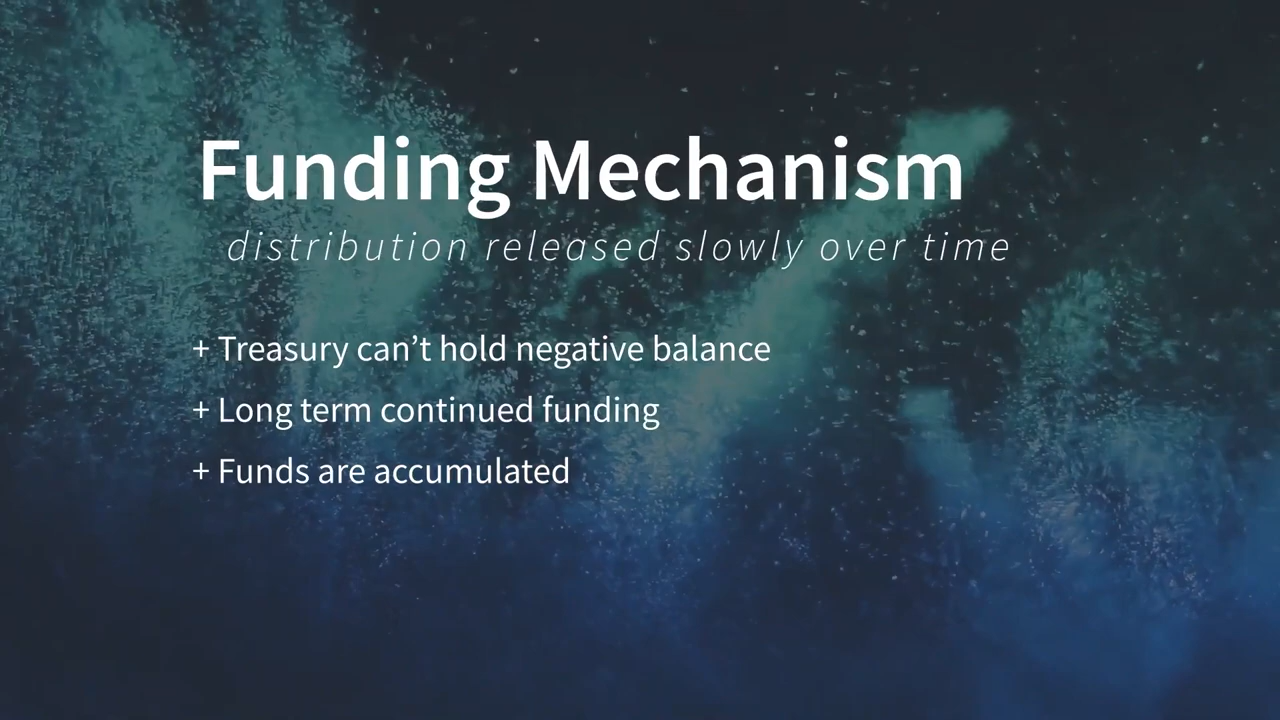 Funding Mechanism
distribution released slowly over time
+ Treasury can’t hold negative balance
+ Long term continued funding
+ Funds are accumulated